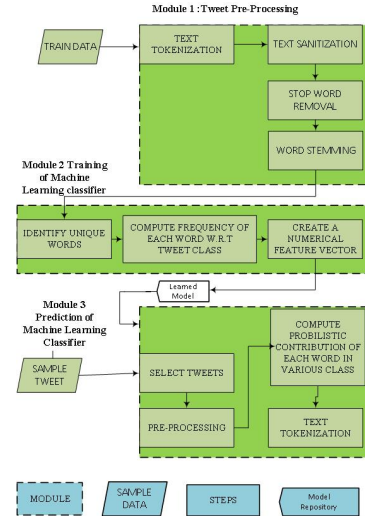 Module 1 : Tweet Pre-Processing
TRAIN DATA
TEXT
TOKENIZATION
TEXT SANITIZATION
STOP WORD
REMOVAL
WORD STEMMING
Module 2 Training
of Machine
Learning classifier
IDENTIFY UNIQUE
WORDS
COMPUTE FREQUENCY OF
EACH WORD W.R.T
TWEET CLASS
CREATE A
NUMERICAL
FEATURE VECTOR
Learned
Model
Module 3
Prediction of
Machine Learning
Classifier
SAMPLE
TWEET
SELECT TWEETS
PRE-PROCESSING
COMPUTE
PROBILISTIC
CONTRIBUTION OF
EACH WORD IN
VARIOUS CLASS
TEXT
TOKENIZATION
MODULE
SAMPLE
DATA
STEPS
Model
Repository